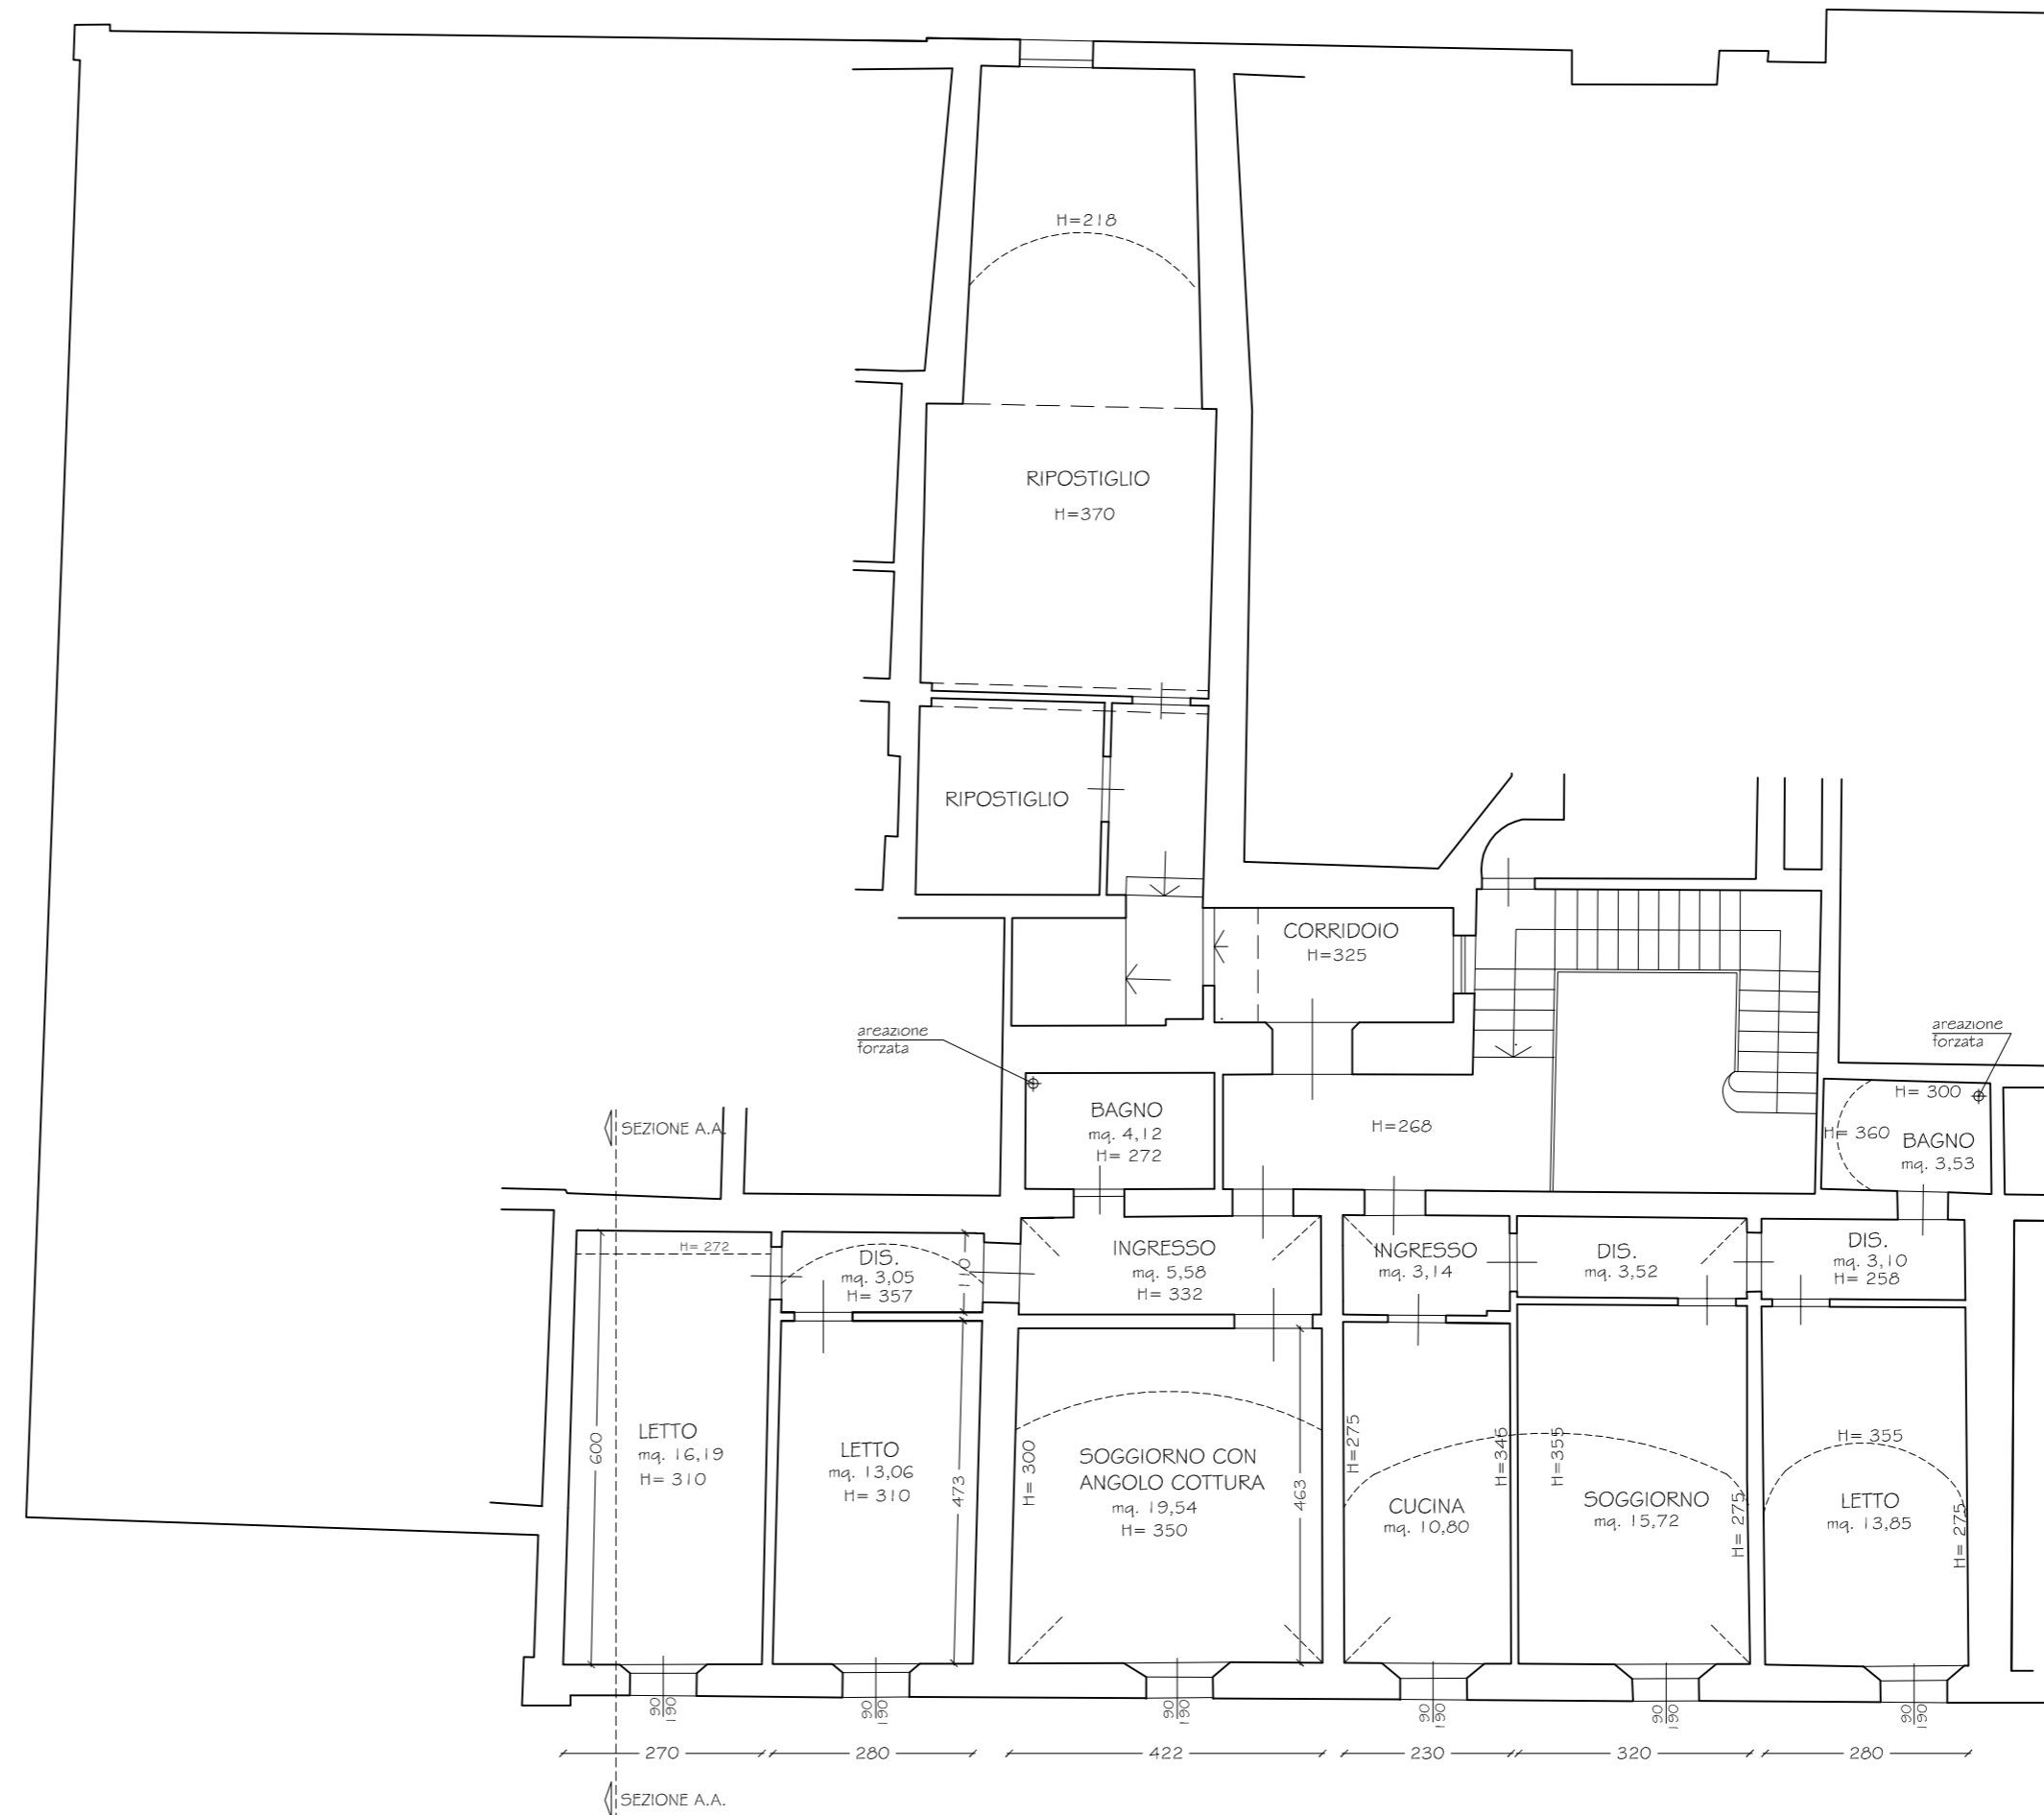 H=218
RIPOSTIGLIO
H=370
RIPOSTIGLIO
CORRIDOIO
H=325
areazione
forzata
areazione
forzata
SEZIONE A.A.
BAGNO
mq. 4,12
H= 272
H=268
H= 300
H= 360
BAGNO
mq. 3,53
H= 272
DIS.
mq. 3,05
H= 357
110
INGRESSO
mq. 5,58
H= 332
INGRESSO
mq. 3,14
DIS.
mq. 3,52
DIS.
mq. 3,10
H= 258
600
LETTO
mq. 16,19
H= 310
LETTO
mq. 13,06
H= 310
473
H= 300
SOGGIORNO CON
ANGOLO COTTURA
mq. 19,54
H= 350
463
H=275
CUCINA
mq. 10,80
H=345
H=355
SOGGIORNO
mq. 15,72
H= 275
H= 355
LETTO
mq. 13,85
H= 275
90
190
90
190
90
190
90
190
90
190
90
190
270
280
422
230
320
280
SEZIONE A.A.